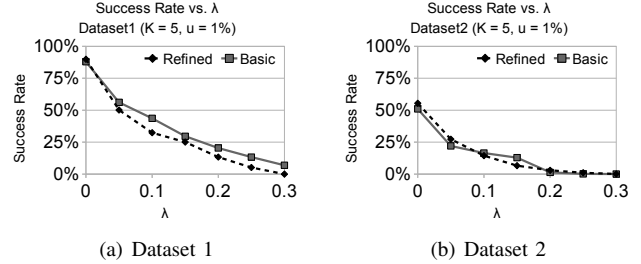 Success Rate vs. λ
Dataset1 (K = 5, u = 1%)
100%
75%
50%
25%
0%
Success Rate
Refined
Basic
0
0.1
0.2
0.3
λ
(a) Dataset 1
Success Rate vs. λ
Dataset2 (K = 5, u = 1%)
100%
75%
50%
25%
0%
Success Rate
Refined
Basic
0
0.1
0.2
0.3
λ
(b) Dataset 2